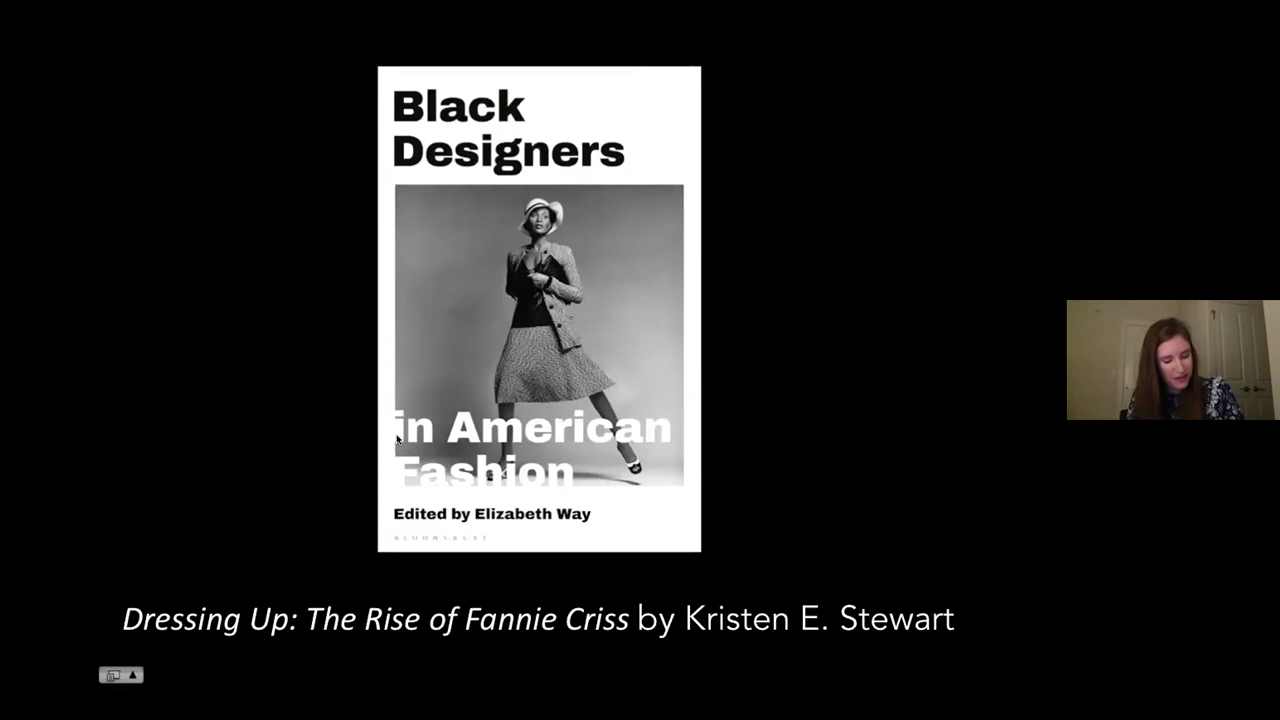 Black
Designers
in American
Fashion
Edited by Elizabeth Way
BLOOMSBURY
Dressing Up: The Rise of Fannie Criss by Kristen E. Stewart